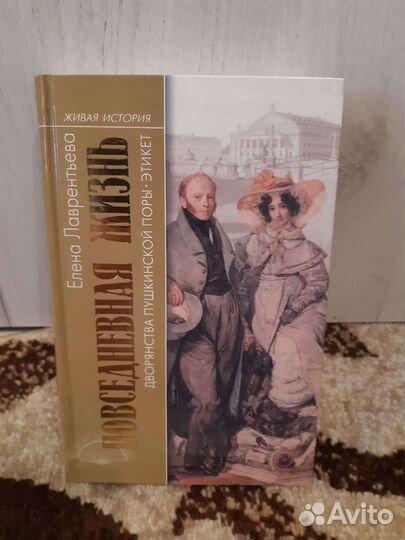 ЖИВАЯ ИСТОРИЯ
Елена Лаврентьева
ПОВСЕДНЕВНАЯ ЖИЗНЬ
ДВОРЯНСТВА ПУШКИНСКОЙ ПОРЫ · ЭТИКЕТ
Avito